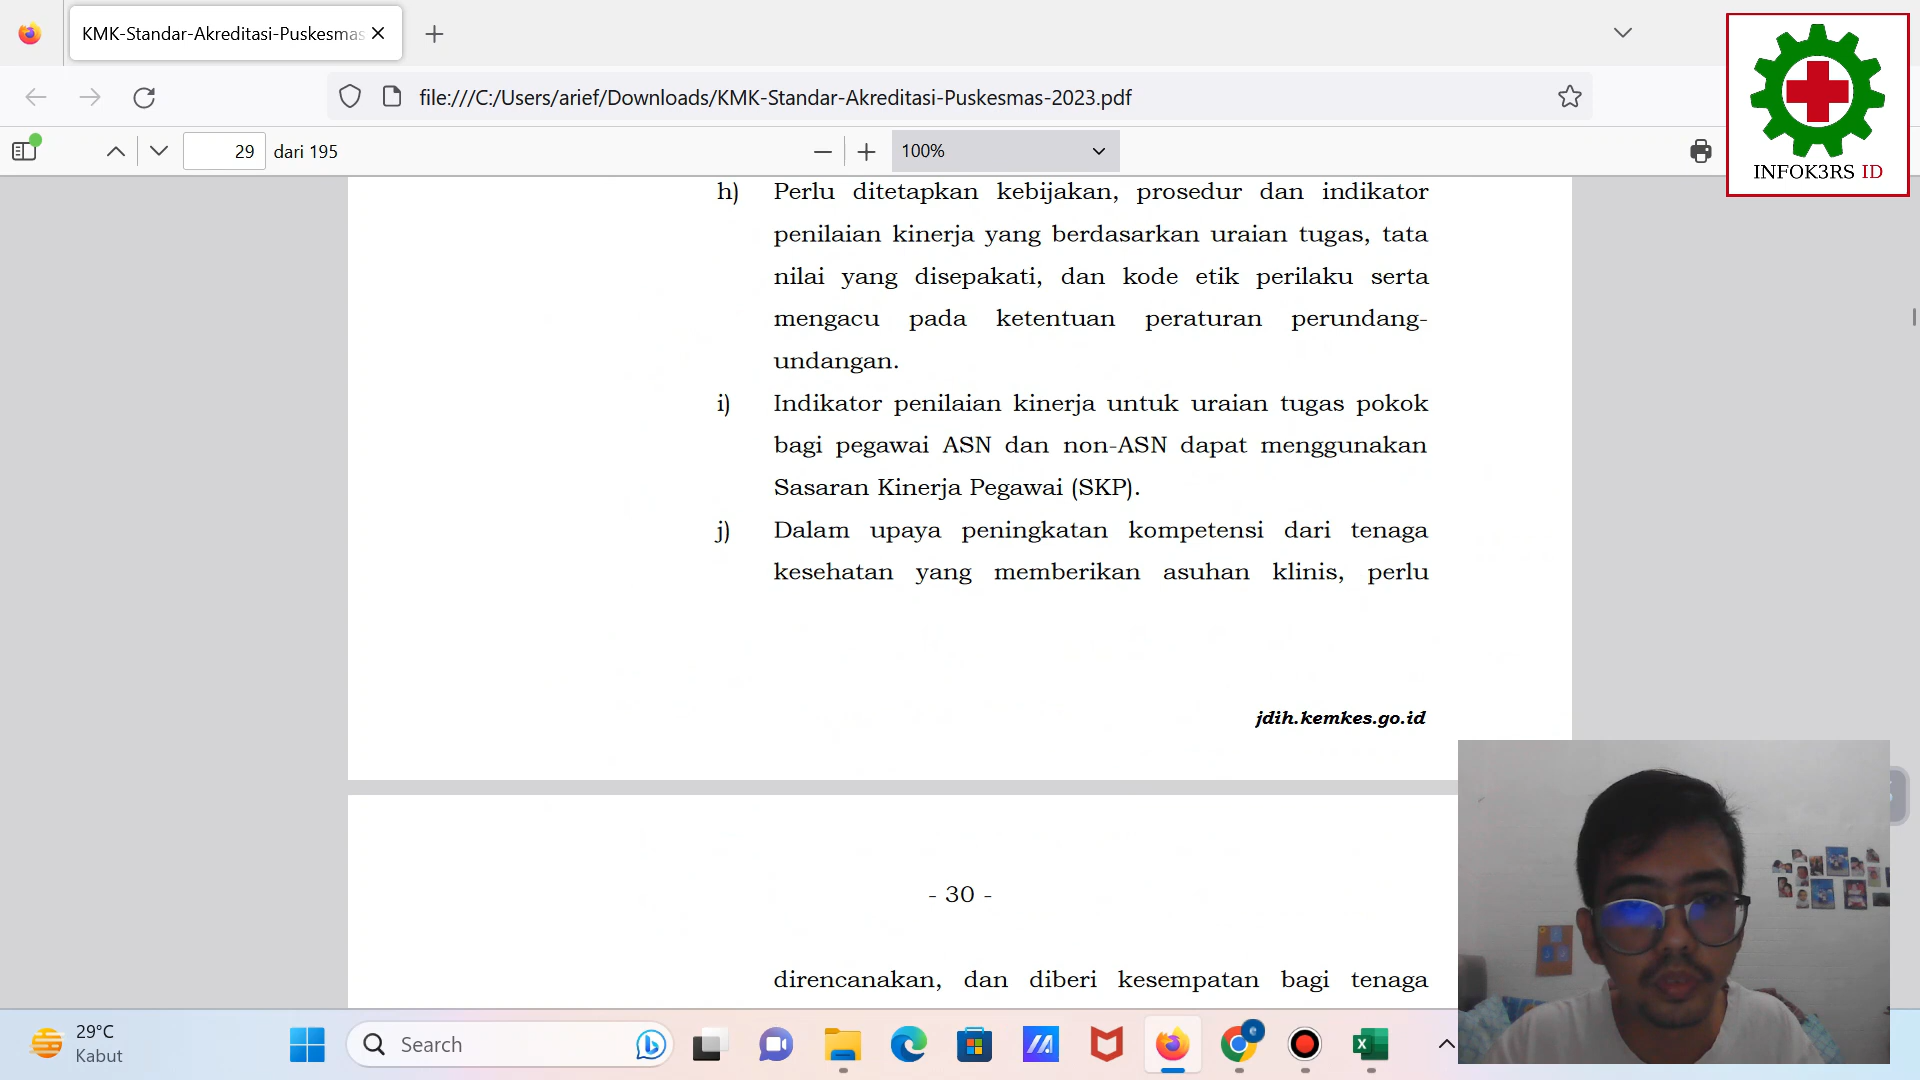 KMK-Standar-Akreditasi-Puskesmas
file:///C:/Users/arief/Downloads/KMK-Standar-Akreditasi-Puskesmas-2023.pdf
29 dari 195
100%
INFOK3RS ID
h) Perlu ditetapkan kebijakan, prosedur dan indikator
penilaian kinerja yang berdasarkan uraian tugas, tata
nilai yang disepakati, dan kode etik perilaku serta
mengacu pada ketentuan peraturan perundang-
undangan.
i) Indikator penilaian kinerja untuk uraian tugas pokok
bagi pegawai ASN dan non-ASN dapat menggunakan
Sasaran Kinerja Pegawai (SKP).
j) Dalam upaya peningkatan kompetensi dari tenaga
kesehatan yang memberikan asuhan klinis, perlu
jdih.kemkes.go.id
- 30 -
direncanakan, dan diberi kesempatan bagi tenaga
29°C
Kabut
Search